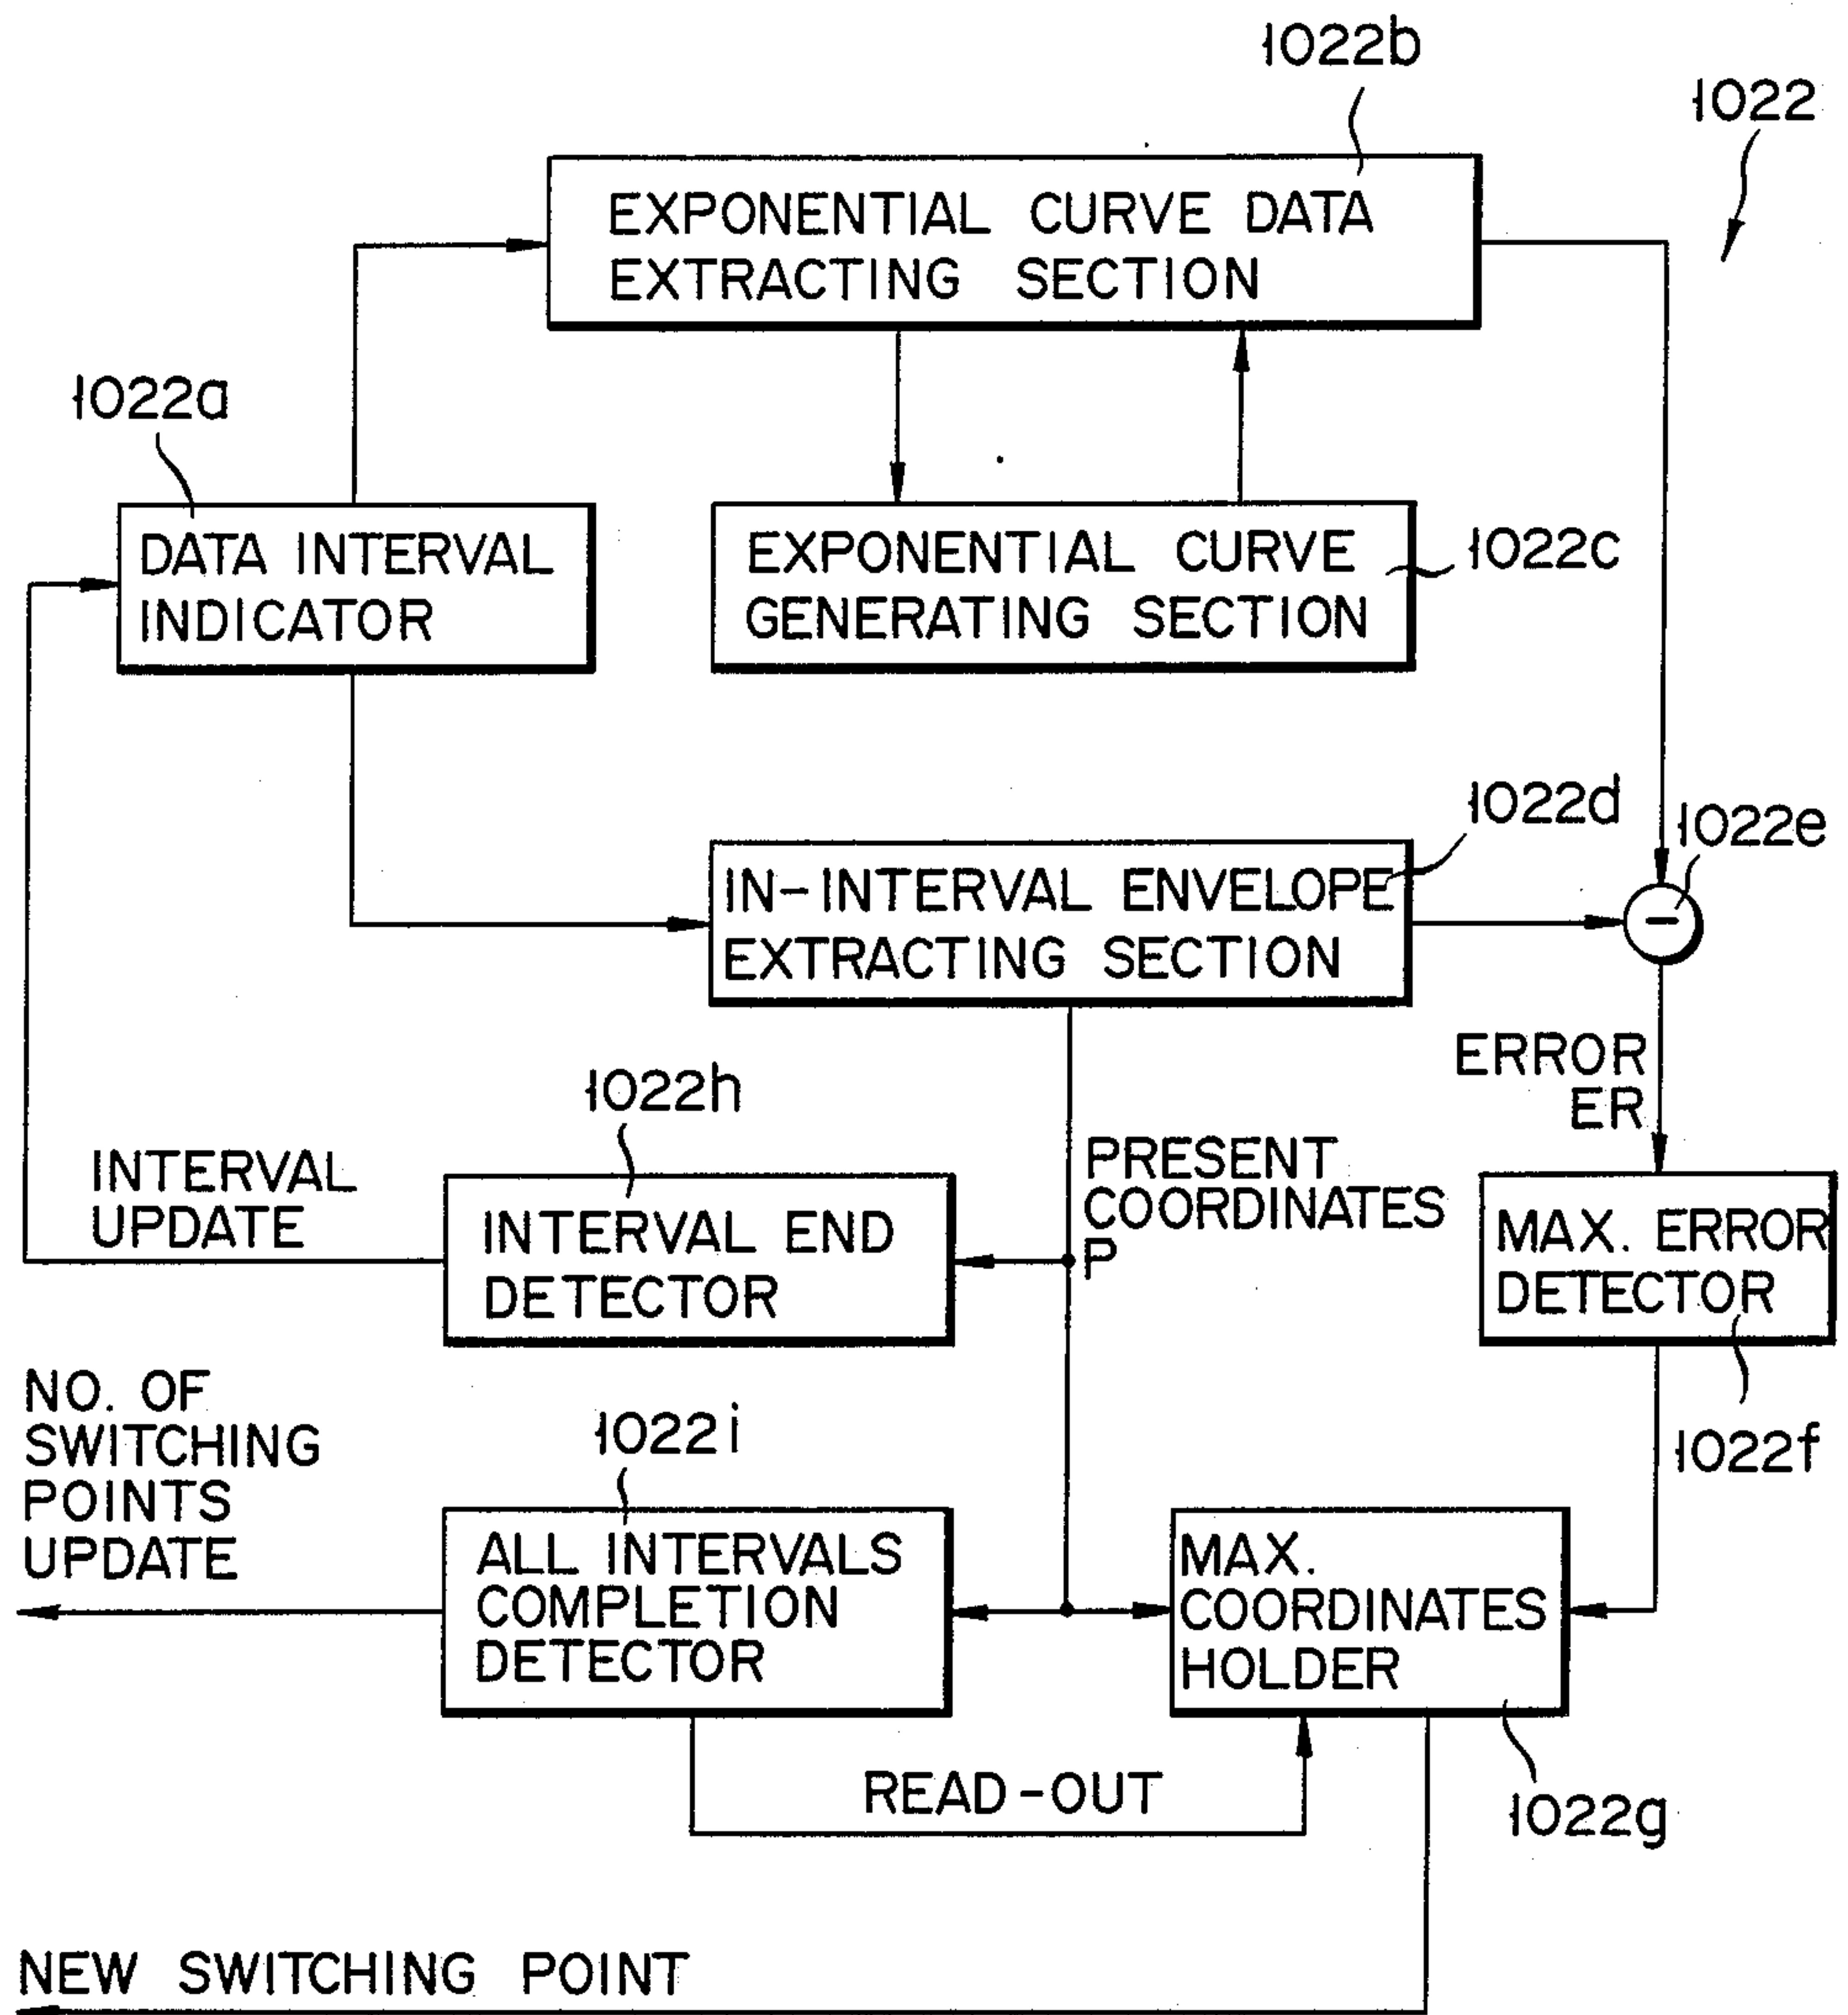 1022b
1022
EXPONENTIAL CURVE DATA
EXTRACTING SECTION
1022a
DATA INTERVAL
INDICATOR
EXPONENTIAL CURVE
GENERATING SECTION
1022c
1022d
1022e
IN-INTERVAL ENVELOPE
EXTRACTING SECTION
−
ERROR
ER
1022h
INTERVAL
UPDATE
INTERVAL END
DETECTOR
PRESENT
COORDINATES
P
MAX. ERROR
DETECTOR
1022f
NO. OF
SWITCHING
POINTS
UPDATE
1022i
ALL INTERVALS
COMPLETION
DETECTOR
MAX.
COORDINATES
HOLDER
READ-OUT
1022g
NEW SWITCHING POINT